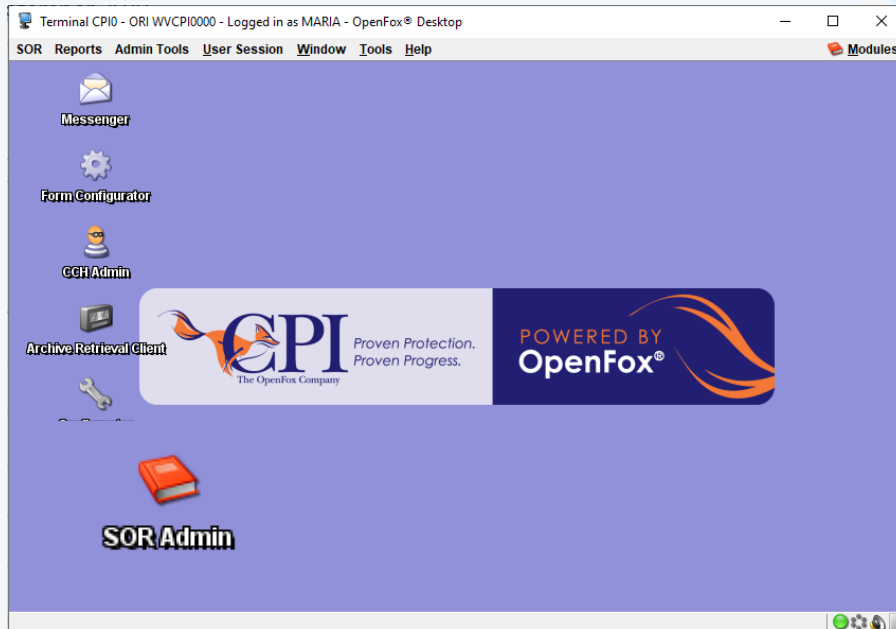 Terminal CPI0 - ORI WVCPI0000 - Logged in as MARIA - OpenFox® Desktop
SOR Reports Admin Tools User Session Window Tools Help Modules
Messenger
Form Configurator
CCH Admin
Archive Retrieval Client
CPI
The OpenFox Company
Proven Protection.
Proven Progress.
POWERED BY
OpenFox®
SOR Admin